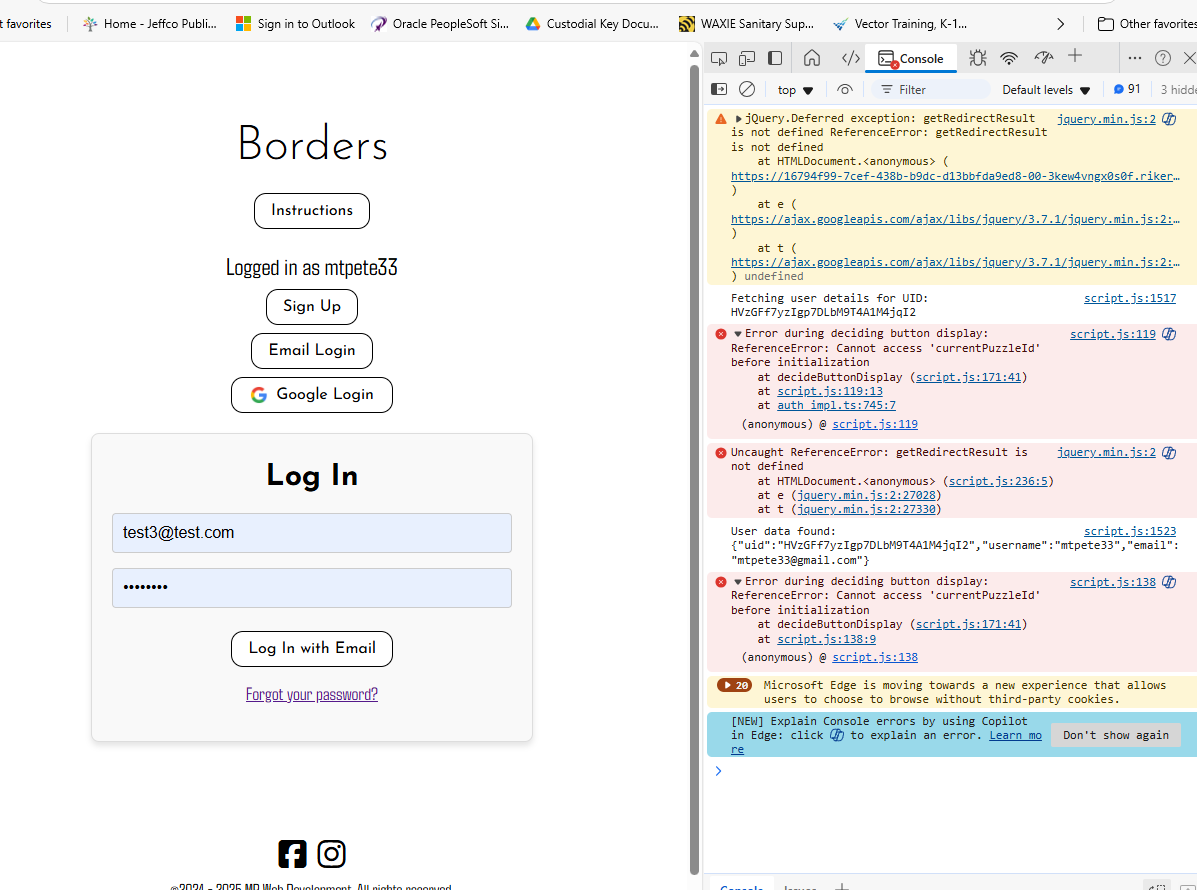 t favorites
Home - Jeffco Publi...
Sign in to Outlook
Oracle PeopleSoft Si...
Custodial Key Docu...
WAXIE Sanitary Sup...
Vector Training, K-1...
Other favorites
Console
top
Filter
Default levels
91
3 hidde
Borders
Instructions
Logged in as mtpete33
Sign Up
Email Login
Google Login
Log In
test3@test.com
••••••••
Log In with Email
Forgot your password?
©2024 - 2025 MP Web Development. All rights reserved.
jQuery.Deferred exception: getRedirectResult jquery.min.js:2
is not defined ReferenceError: getRedirectResult
is not defined
at HTMLDocument.<anonymous> (
https://16794f99-7cef-438b-b9dc-d13bbfda9ed8-00-3kew4vngx0s0f.riker…
)
at e (
https://ajax.googleapis.com/ajax/libs/jquery/3.7.1/jquery.min.js:2:…
)
at t (
https://ajax.googleapis.com/ajax/libs/jquery/3.7.1/jquery.min.js:2:…
) undefined
Fetching user details for UID: script.js:1517
HVzGFf7yzIgp7DLbM9T4A1M4jqI2
Error during deciding button display: script.js:119
ReferenceError: Cannot access 'currentPuzzleId'
before initialization
at decideButtonDisplay (script.js:171:41)
at script.js:119:13
at auth_impl.ts:745:7
(anonymous) @ script.js:119
Uncaught ReferenceError: getRedirectResult is jquery.min.js:2
not defined
at HTMLDocument.<anonymous> (script.js:236:5)
at e (jquery.min.js:2:27028)
at t (jquery.min.js:2:27330)
User data found: script.js:1523
{"uid":"HVzGFf7yzIgp7DLbM9T4A1M4jqI2","username":"mtpete33","email":
"mtpete33@gmail.com"}
Error during deciding button display: script.js:138
ReferenceError: Cannot access 'currentPuzzleId'
before initialization
at decideButtonDisplay (script.js:171:41)
at script.js:138:9
(anonymous) @ script.js:138
20 Microsoft Edge is moving towards a new experience that allows
users to choose to browse without third-party cookies.
[NEW] Explain Console errors by using Copilot
in Edge: click to explain an error. Learn mo
re
Don't show again
Console
Issues